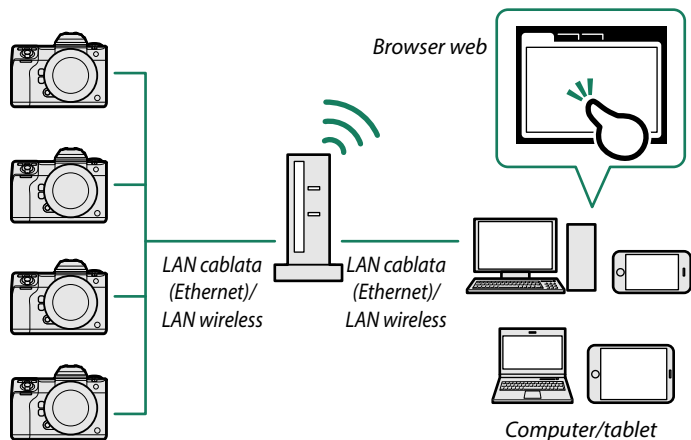 Browser web
LAN cablata
(Ethernet)/
LAN wireless
LAN cablata
(Ethernet)/
LAN wireless
Computer/tablet